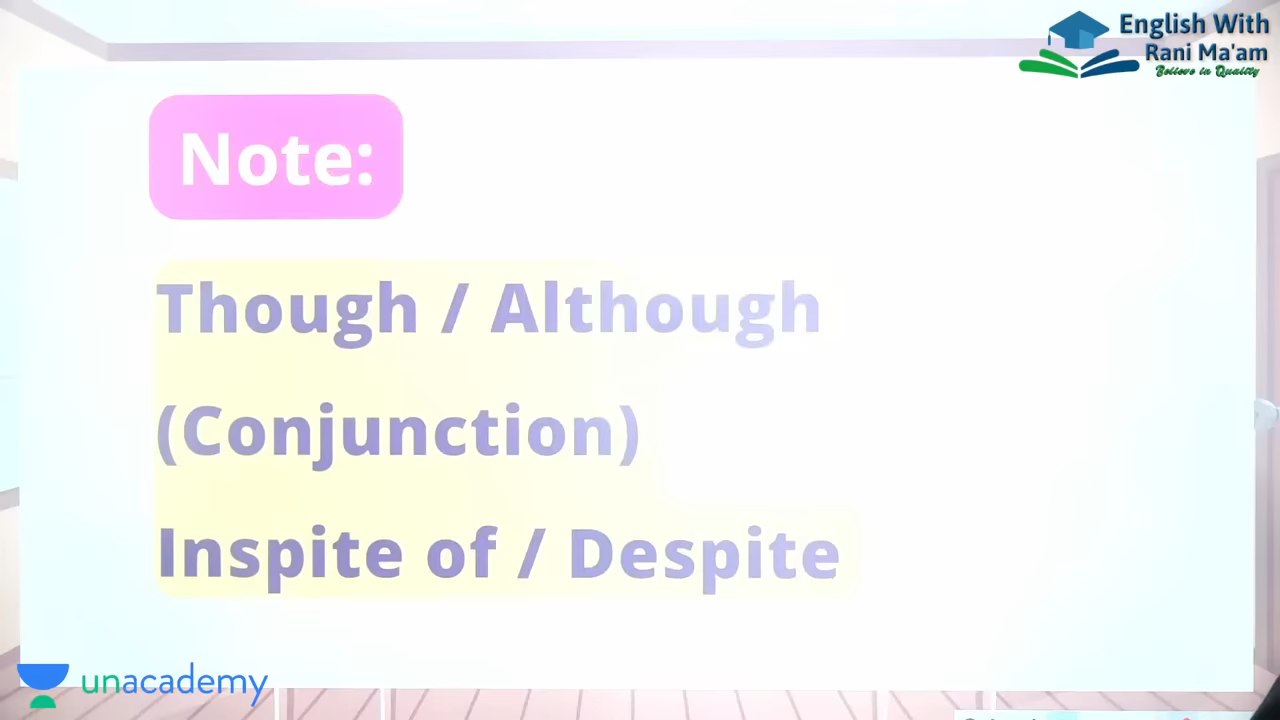 English With
Rani Ma'am
Believe in Quality
Note:
Though / Although
(Conjunction)
Inspite of / Despite
unacademy